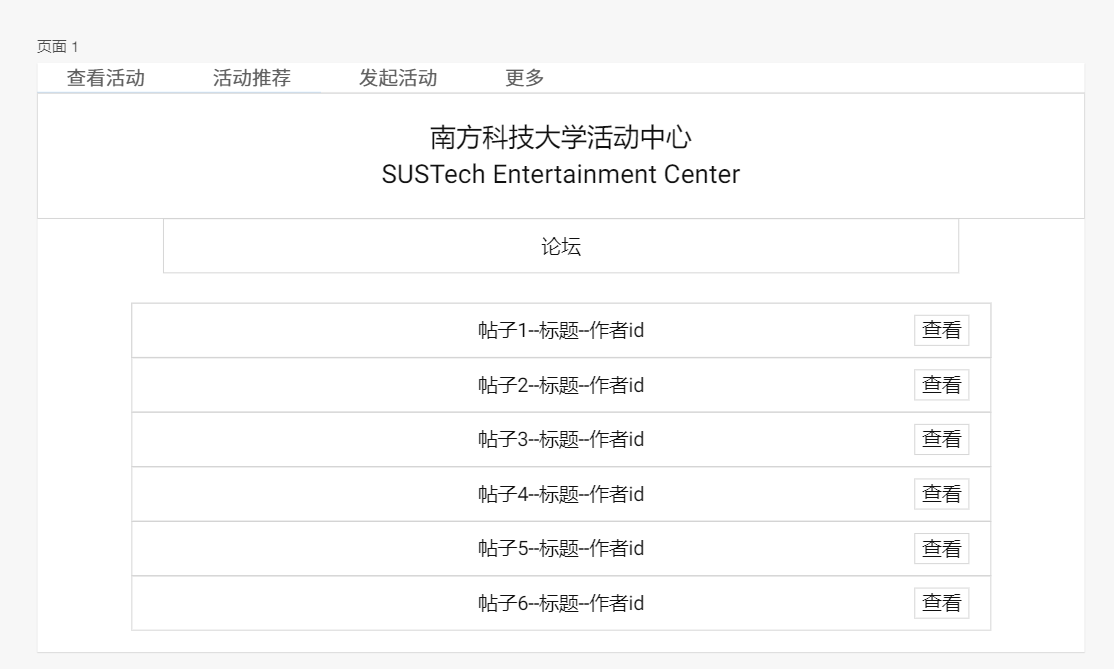 页面 1
查看活动 活动推荐 发起活动 更多
南方科技大学活动中心
SUSTech Entertainment Center
论坛
帖子1--标题--作者id 查看
帖子2--标题--作者id 查看
帖子3--标题--作者id 查看
帖子4--标题--作者id 查看
帖子5--标题--作者id 查看
帖子6--标题--作者id 查看